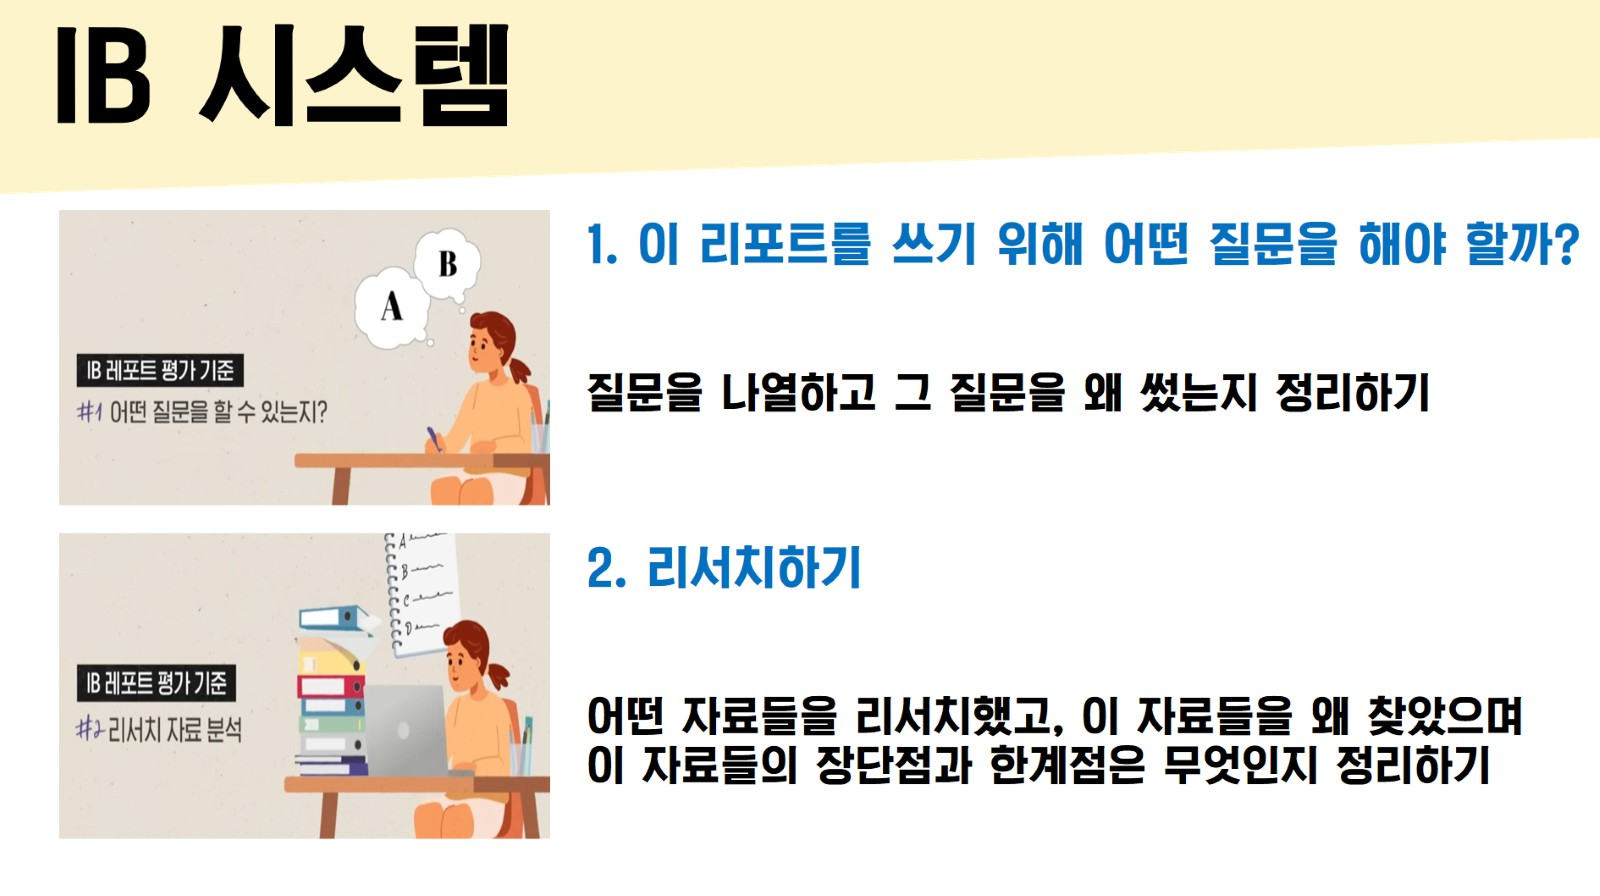 IB 시스템
1. 이 리포트를 쓰기 위해 어떤 질문을 해야 할까?
B
A
IB 레포트 평가 기준
#1 어떤 질문을 할 수 있는지?
질문을 나열하고 그 질문을 왜 썼는지 정리하기
2. 리서치하기
A
B
C
D
IB 레포트 평가 기준
#2 리서치 자료 분석
어떤 자료들을 리서치했고, 이 자료들을 왜 찾았으며
이 자료들의 장단점과 한계점은 무엇인지 정리하기